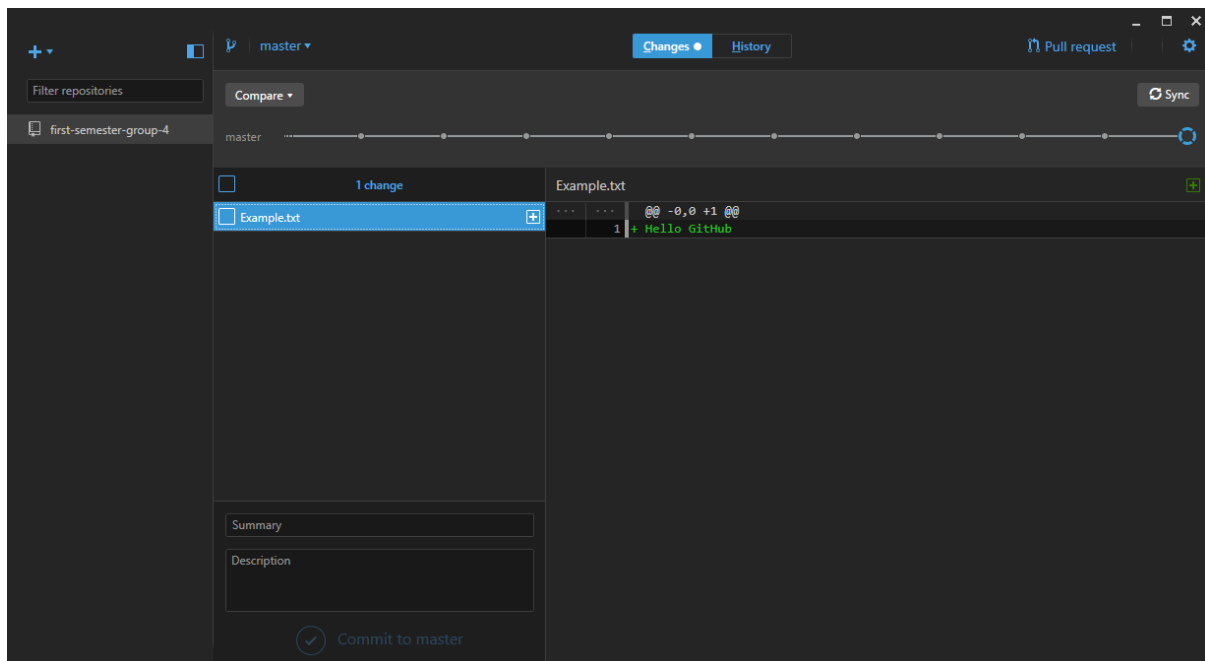 master
Changes
History
Pull request
Filter repositories
Compare
Sync
first-semester-group-4
master
1 change
Example.txt
Example.txt
... ... @@ -0,0 +1 @@
1 + Hello GitHub
Summary
Description
Commit to master